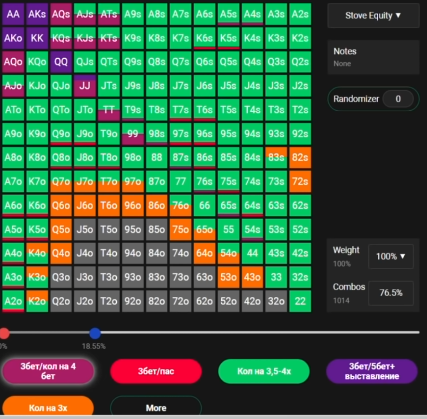 AA AKs AQs AJs ATs A9s A8s A7s A6s A5s A4s A3s A2s
AKo KK KQs KJs KTs K9s K8s K7s K6s K5s K4s K3s K2s
AQo KQo QQ QJs QTs Q9s Q8s Q7s Q6s Q5s Q4s Q3s Q2s
AJo KJo QJo JJ JTs J9s J8s J7s J6s J5s J4s J3s J2s
ATo KTo QTo JTo TT T9s T8s T7s T6s T5s T4s T3s T2s
A9o K9o Q9o J9o T9o 99 98s 97s 96s 95s 94s 93s 92s
A8o K8o Q8o J8o T8o 98o 88 87s 86s 85s 84s 83s 82s
A7o K7o Q7o J7o T7o 97o 87o 77 76s 75s 74s 73s 72s
A6o K6o Q6o J6o T6o 96o 86o 76o 66 65s 64s 63s 62s
A5o K5o Q5o J5o T5o 95o 85o 75o 65o 55 54s 53s 52s
A4o K4o Q4o J4o T4o 94o 84o 74o 64o 54o 44 43s 42s
A3o K3o Q3o J3o T3o 93o 83o 73o 63o 53o 43o 33 32s
A2o K2o Q2o J2o T2o 92o 82o 72o 62o 52o 42o 32o 22
Stove Equity ▼
Notes
None
Randomizer 0
Weight
100%
100% ▼
Combos
1014
76.5%
0% 18.55%
3бет/кол на 4 бет
3бет/пас
Кол на 3,5-4x
3бет/5бет+ выставление
Кол на 3x
More